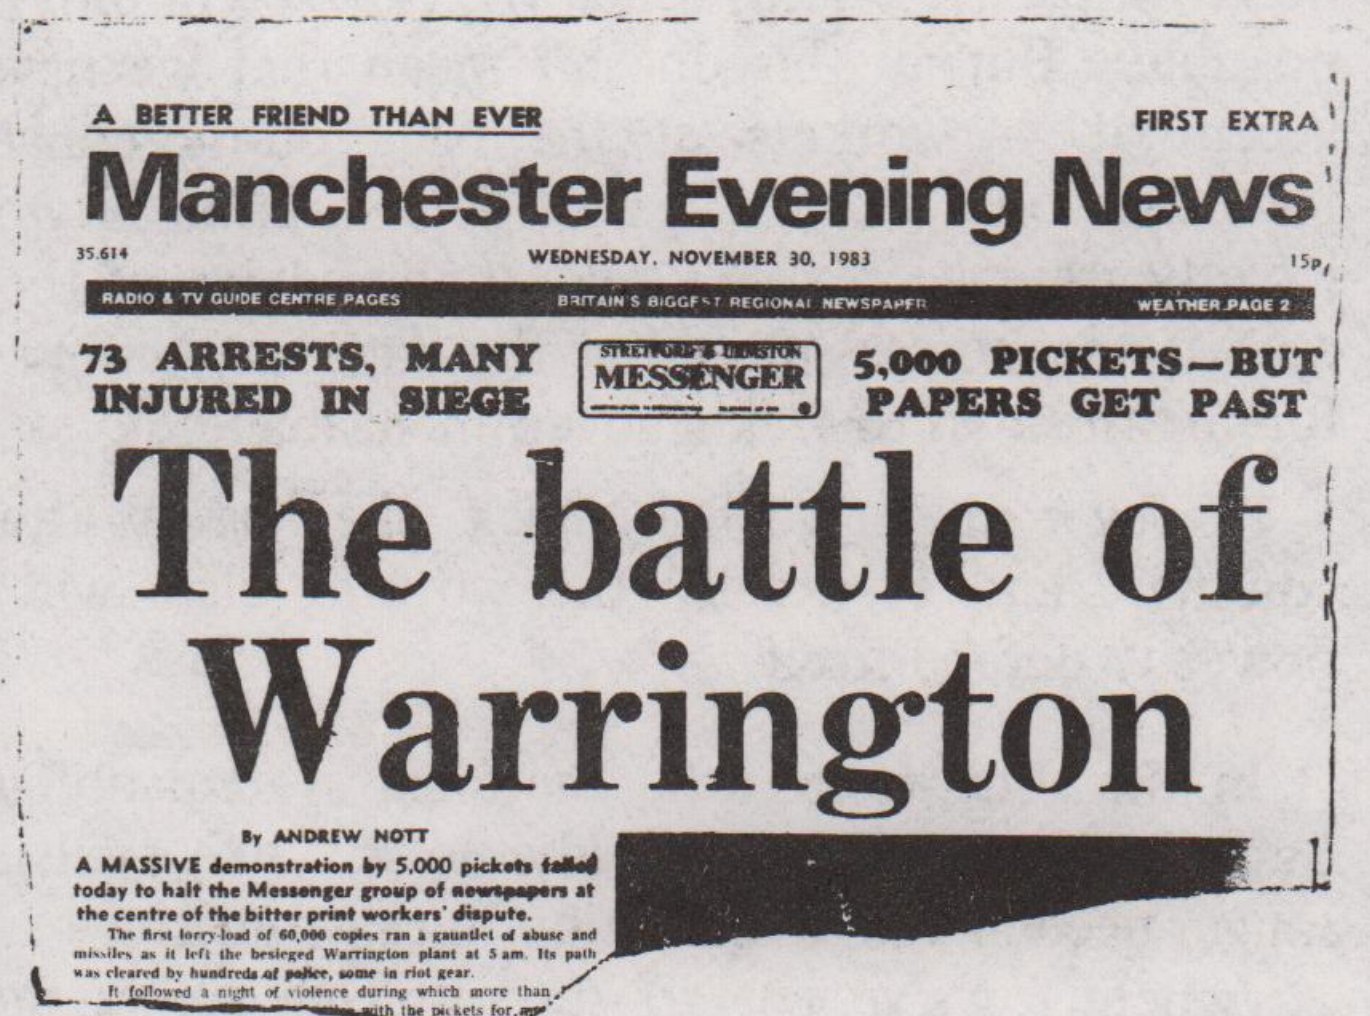 A BETTER FRIEND THAN EVER
FIRST EXTRA
Manchester Evening News
35.614
WEDNESDAY, NOVEMBER 30, 1983
15p
RADIO & TV GUIDE CENTRE PAGES
BRITAIN'S BIGGEST REGIONAL NEWSPAPER
WEATHER PAGE 2
73 ARRESTS, MANY
INJURED IN SIEGE
STRETFORD & URMSTON
MESSENGER
5,000 PICKETS—BUT
PAPERS GET PAST
The battle of
Warrington
By ANDREW NOTT
A MASSIVE demonstration by 5,000 pickets failed
today to halt the Messenger group of newspapers at
the centre of the bitter print workers' dispute.
The first lorry-load of 60,000 copies ran a gauntlet of abuse and
missiles as it left the besieged Warrington plant at 5 am. Its path
was cleared by hundreds of police, some in riot gear.
It followed a night of violence during which more than
with the pickets for